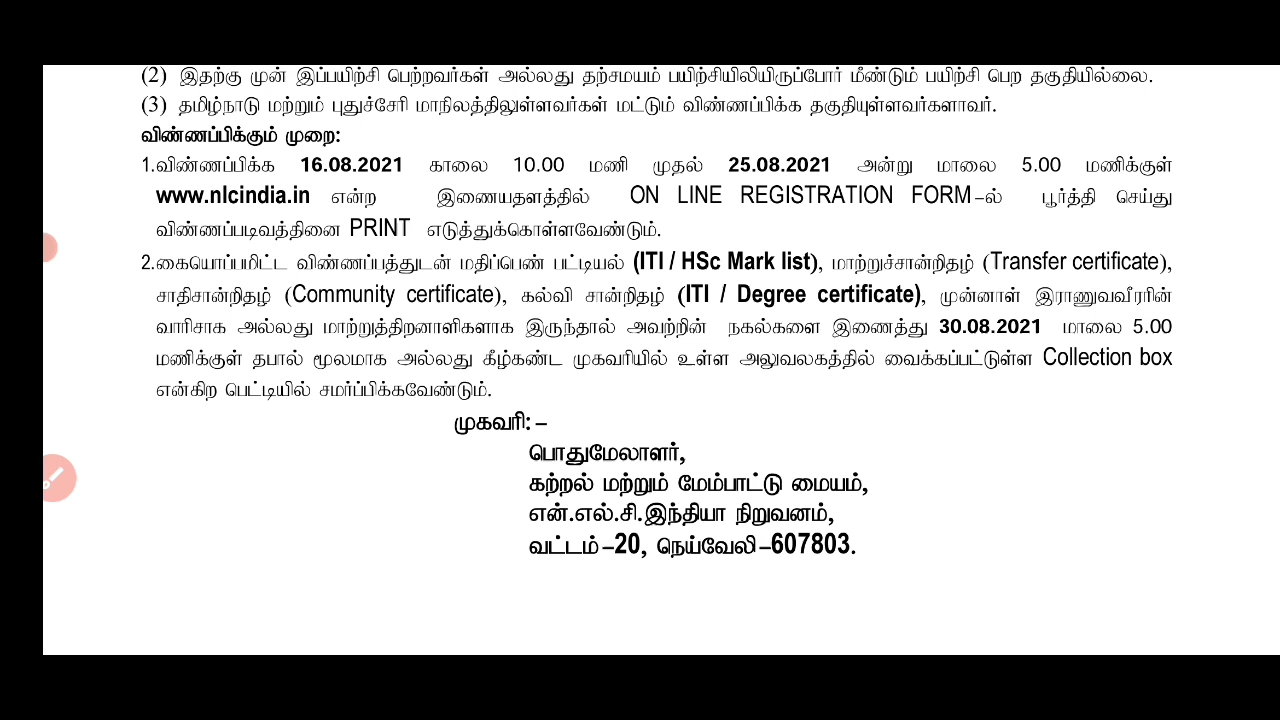 (2) இதற்கு முன் இப்பயிற்சி பெற்றவர்கள் அல்லது தற்சமயம் பயிற்சியிலியிருப்போர் மீண்டும் பயிற்சி பெற தகுதியில்லை.
(3) தமிழ்நாடு மற்றும் புதுச்சேரி மாநிலத்திலுள்ளவர்கள் மட்டும் விண்ணப்பிக்க தகுதியுள்ளவர்களாவர்.
விண்ணப்பிக்கும் முறை:
1.விண்ணப்பிக்க 16.08.2021 காலை 10.00 மணி முதல் 25.08.2021 அன்று மாலை 5.00 மணிக்குள்
www.nlcindia.in என்ற இணையதளத்தில் ON LINE REGISTRATION FORM-ல் பூர்த்தி செய்து
விண்ணப்படிவத்தினை PRINT எடுத்துக்கொள்ளவேண்டும்.
2.கையொப்பமிட்ட விண்ணப்பத்துடன் மதிப்பெண் பட்டியல் (ITI / HSc Mark list), மாற்றுச்சான்றிதழ் (Transfer certificate),
சாதிசான்றிதழ் (Community certificate), கல்வி சான்றிதழ் (ITI / Degree certificate), முன்னாள் இராணுவவீரரின்
வாரிசாக அல்லது மாற்றுத்திறனாளிகளாக இருந்தால் அவற்றின் நகல்களை இணைத்து 30.08.2021 மாலை 5.00
மணிக்குள் தபால் மூலமாக அல்லது கீழ்கண்ட முகவரியில் உள்ள அலுவலகத்தில் வைக்கப்பட்டுள்ள Collection box
என்கிற பெட்டியில் சமர்ப்பிக்கவேண்டும்.
முகவரி:–
பொதுமேலாளர்,
கற்றல் மற்றும் மேம்பாட்டு மையம்,
என்.எல்.சி.இந்தியா நிறுவனம்,
வட்டம்–20, நெய்வேலி–607803.